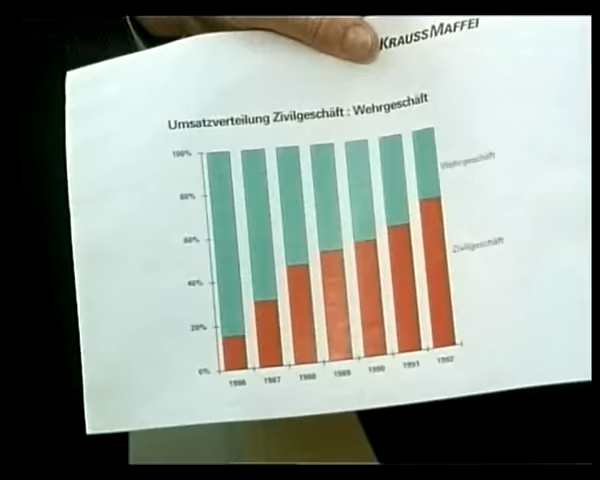 KRAUSS MAFFEI
Umsatzverteilung Zivilgeschäft : Wehrgeschäft
100%
80%
60%
40%
20%
0%
Wehrgeschäft
Zivilgeschäft
1986 1987 1988 1989 1990 1991 1992